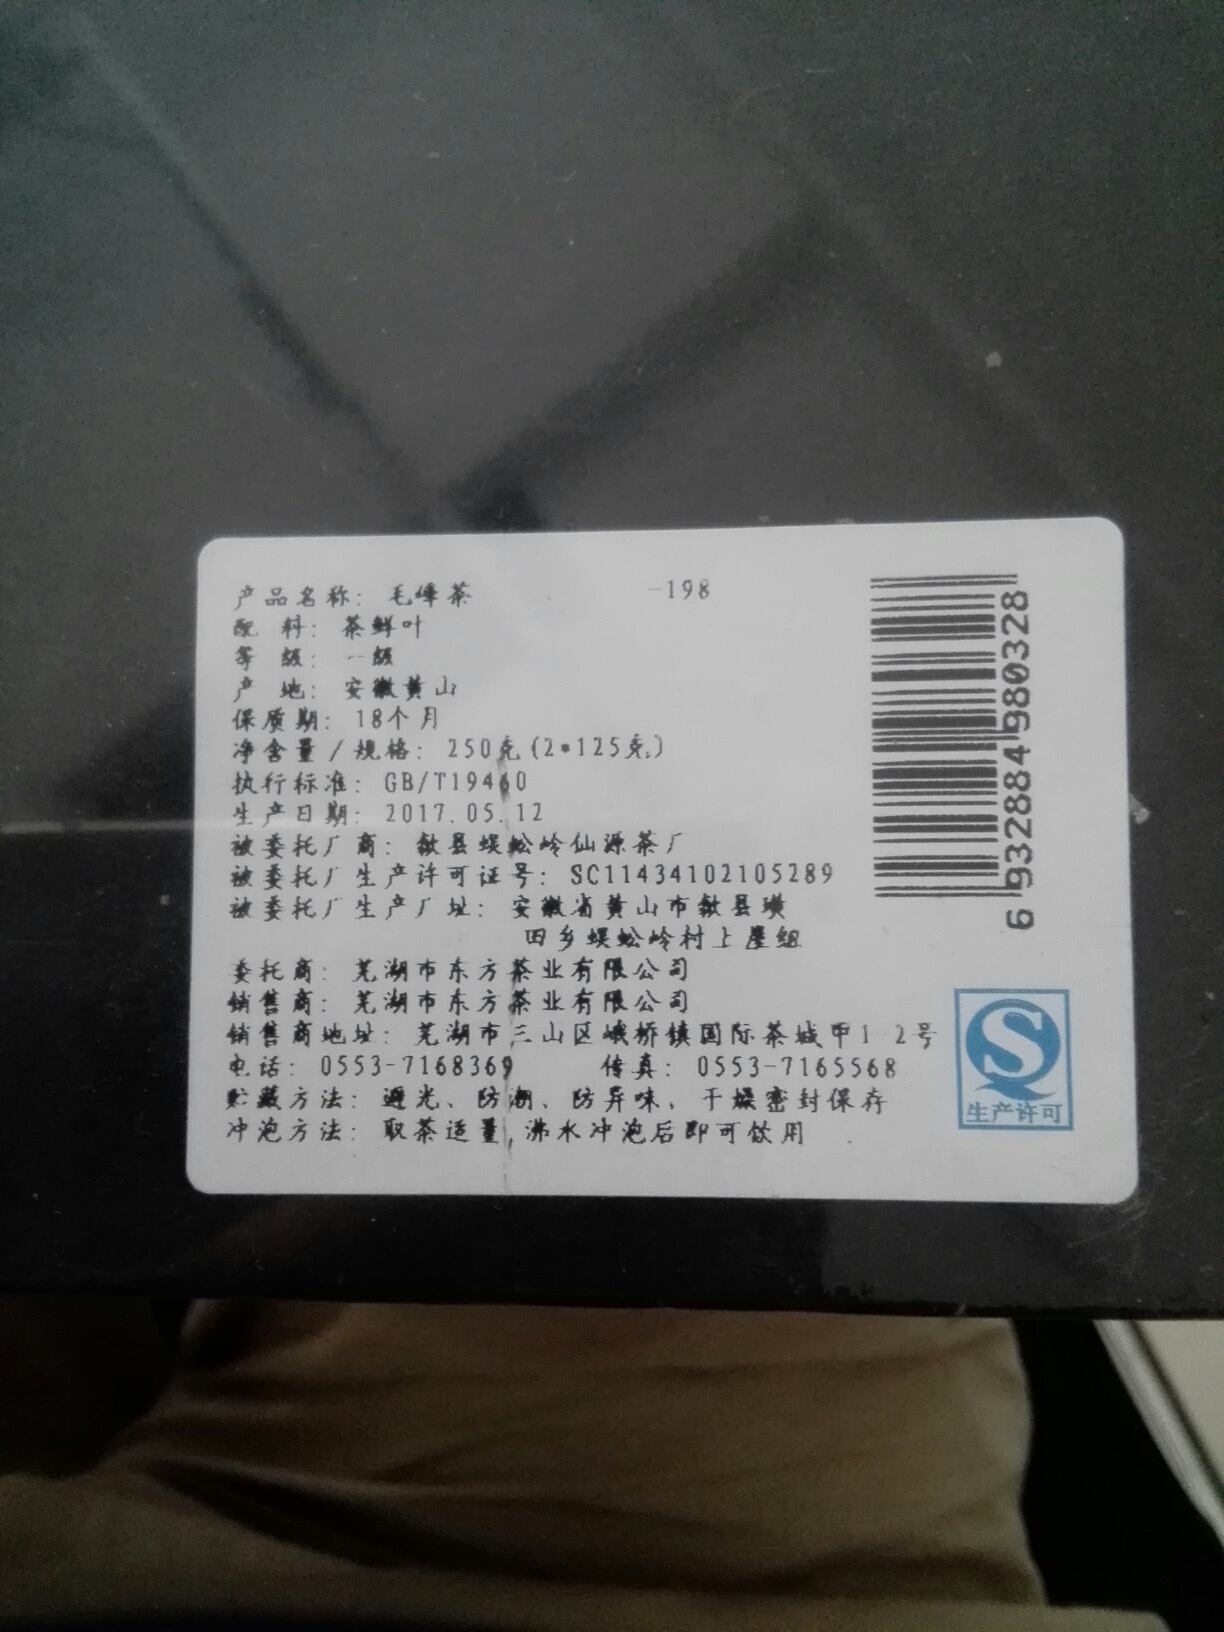 产品名称: 毛峰茶 -198
配 料: 茶鲜叶
等 级: 一级
产 地: 安徽黄山
保质期: 18个月
净含量/规格: 250克(2*125克)
执行标准: GB/T19460
生产日期: 2017.05.12
被委托厂商: 歙县蜈蚣岭仙源茶厂
被委托厂生产许可证号: SC11434102105289
被委托厂生产厂址: 安徽省黄山市歙县璜
田乡蜈蚣岭村上屋组
委托商: 芜湖市东方茶业有限公司
销售商: 芜湖市东方茶业有限公司
销售商地址: 芜湖市三山区峨桥镇国际茶城甲1-2号
电话: 0553-7168369 传真: 0553-7165568
贮藏方法: 避光、防潮、防异味, 干燥密封保存
冲泡方法: 取茶适量,沸水冲泡后即可饮用
6 932884 980328
生产许可